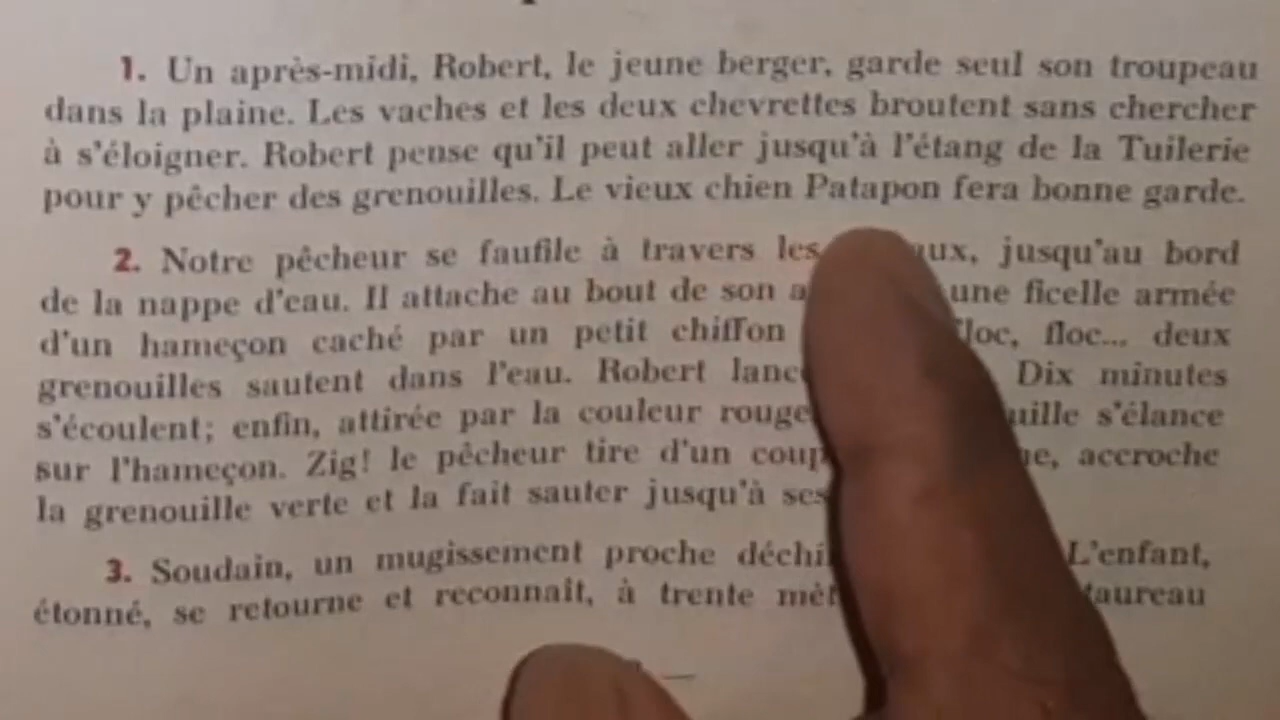 1. Un après-midi, Robert, le jeune berger, garde seul son troupeau
dans la plaine. Les vaches et les deux chevrettes broutent sans chercher
à s'éloigner. Robert pense qu'il peut aller jusqu'à l'étang de la Tuilerie
pour y pêcher des grenouilles. Le vieux chien Patapon fera bonne garde.
2. Notre pêcheur se faufile à travers les jusqu'au bord
de la nappe d'eau. Il attache au bout de son une ficelle armée
d'un hameçon caché par un petit chiffon floc... deux
grenouilles sautent dans l'eau. Robert Dix minutes
s'écoulent; enfin, attirée par la couleur rouge s'élance
sur l'hameçon. Zig! le pêcheur tire d'un accroche
la grenouille verte et la fait sauter jusqu'à ses
3. Soudain, un mugissement proche L'enfant,
étonné, se retourne et reconnaît, à trente taureau